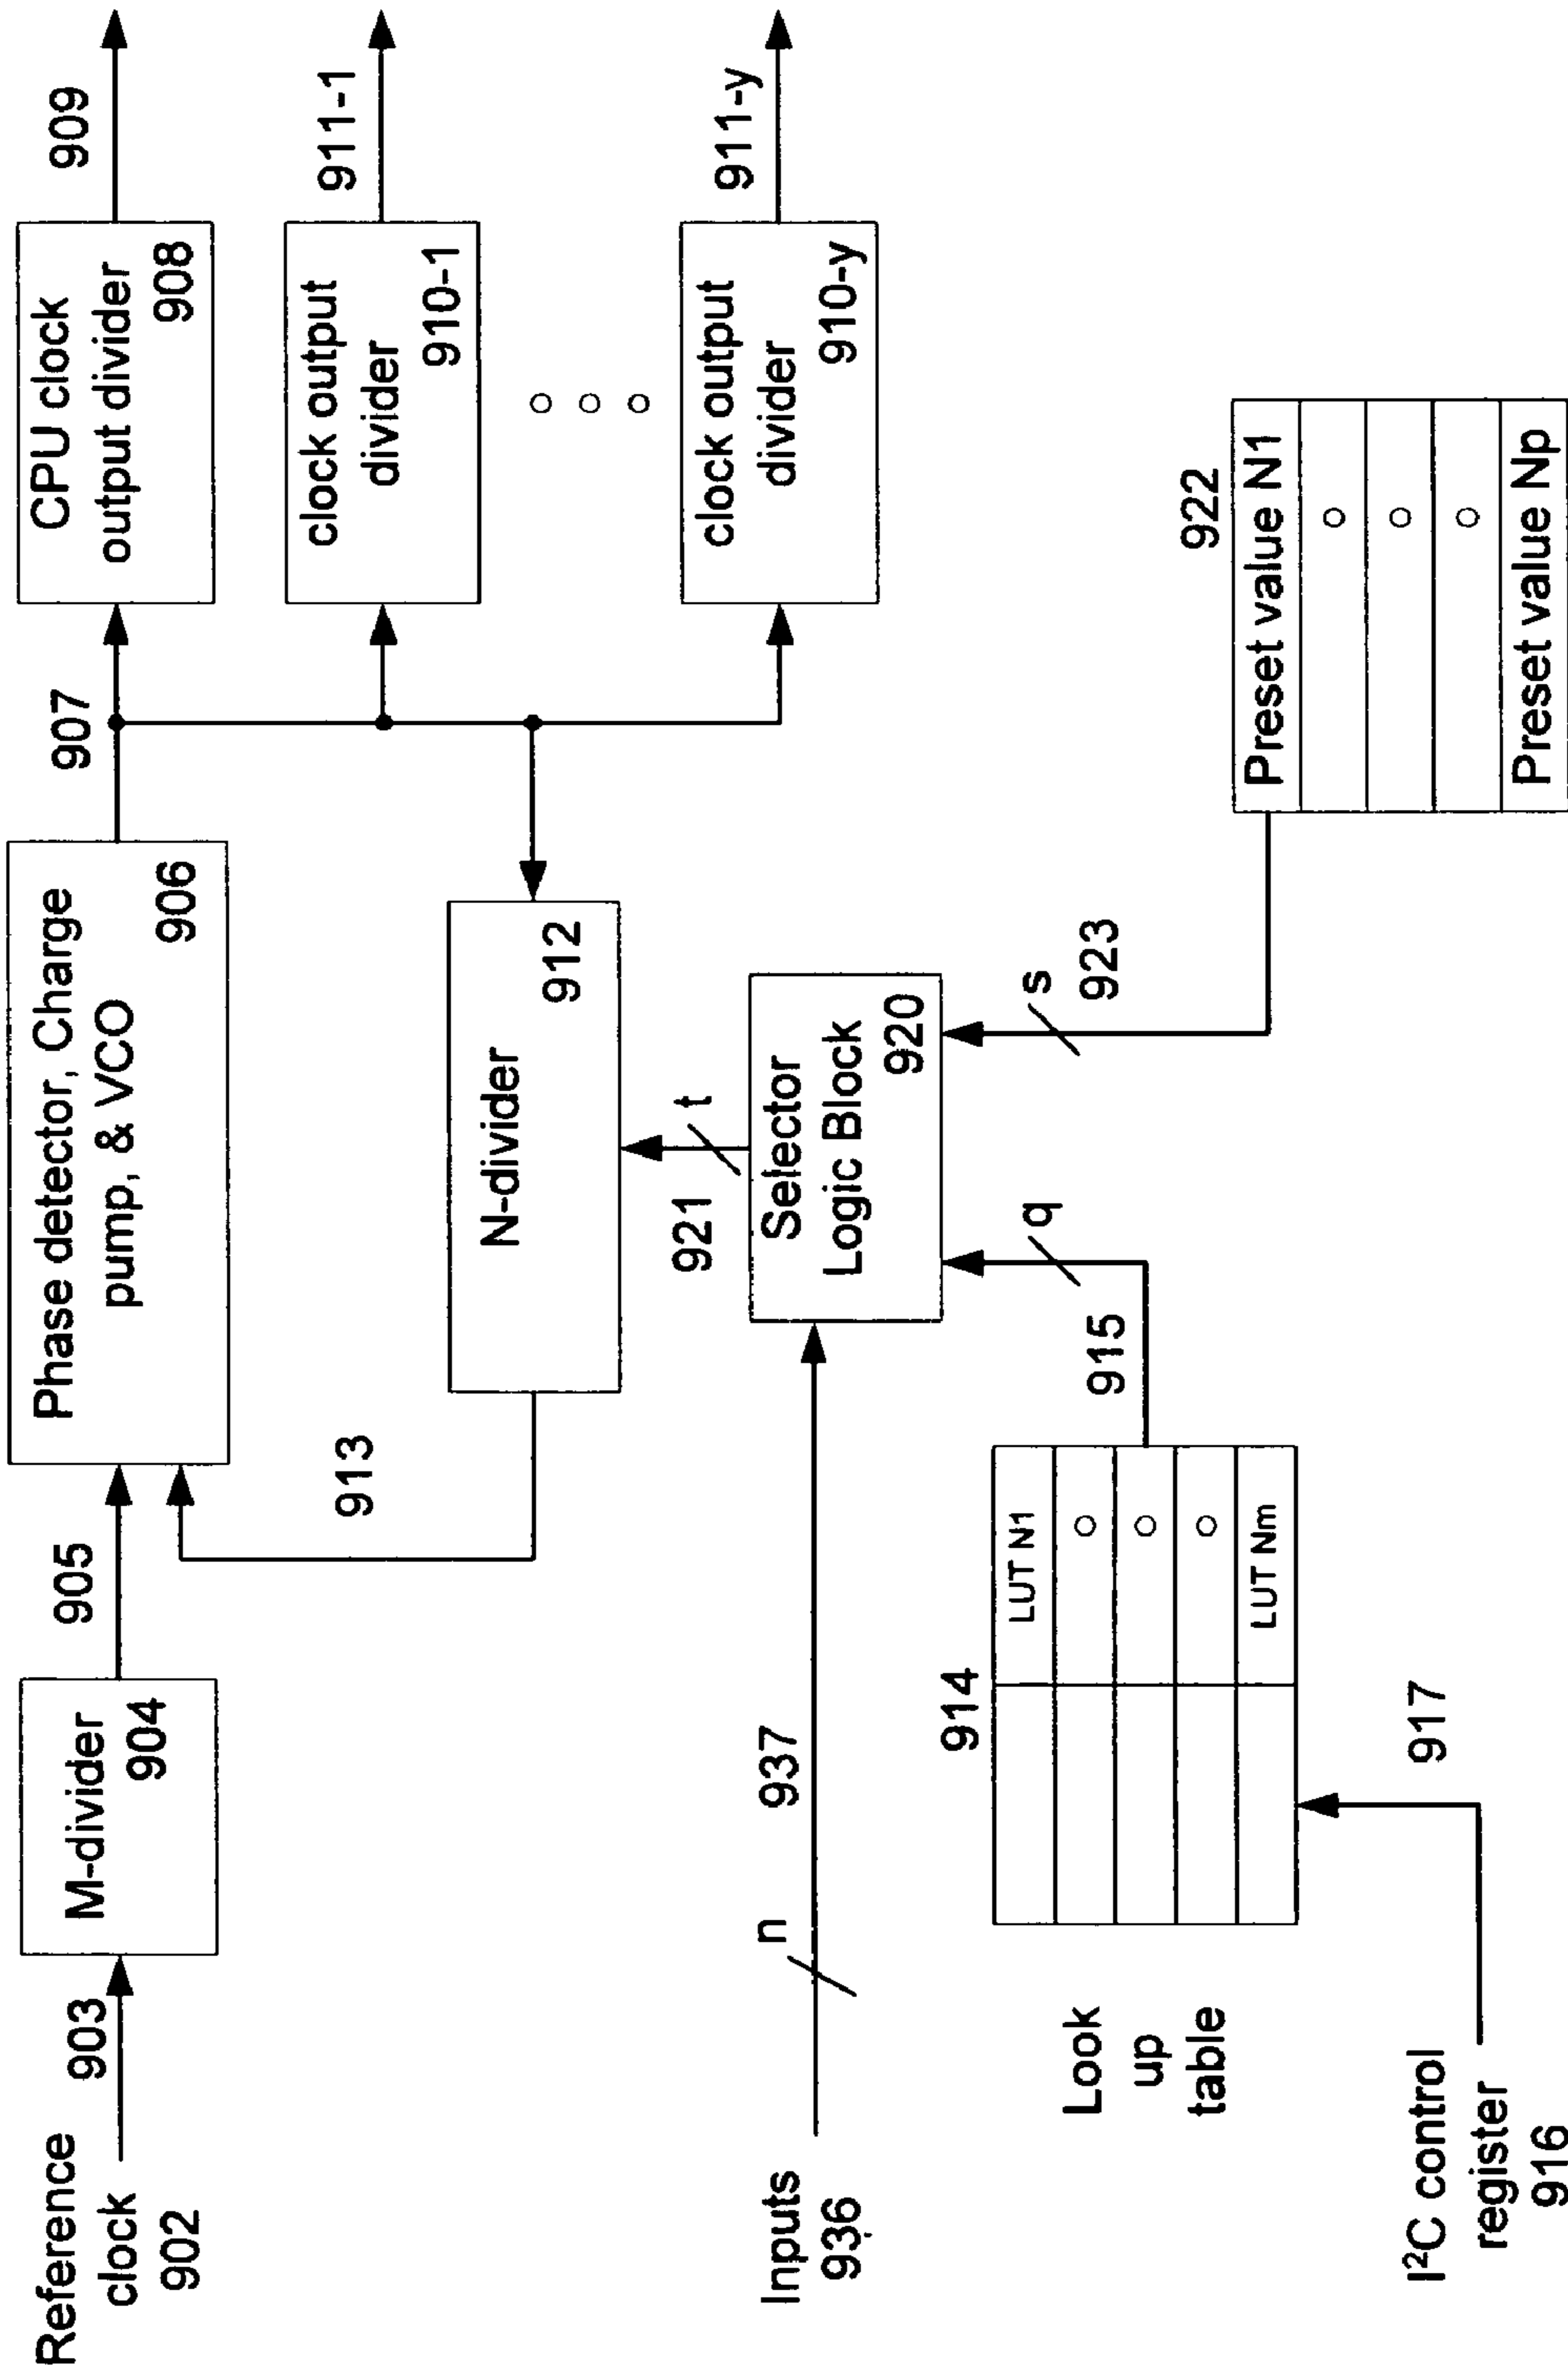 Reference
clock
902
903
M-divider
904
905
Phase detector, Charge
pump, & VCO
906
907
CPU clock
output divider
908
909
clock output
divider
910-1
911-1
clock output
divider
910-y
911-y
913
N-divider
912
921
t
Inputs
936
n
937
Selector
Logic Block
920
Look
up
table
914
LUT N1
LUT Nm
915
q
s
923
922
Preset value N1
Preset value Np
I²C control
register
916
917